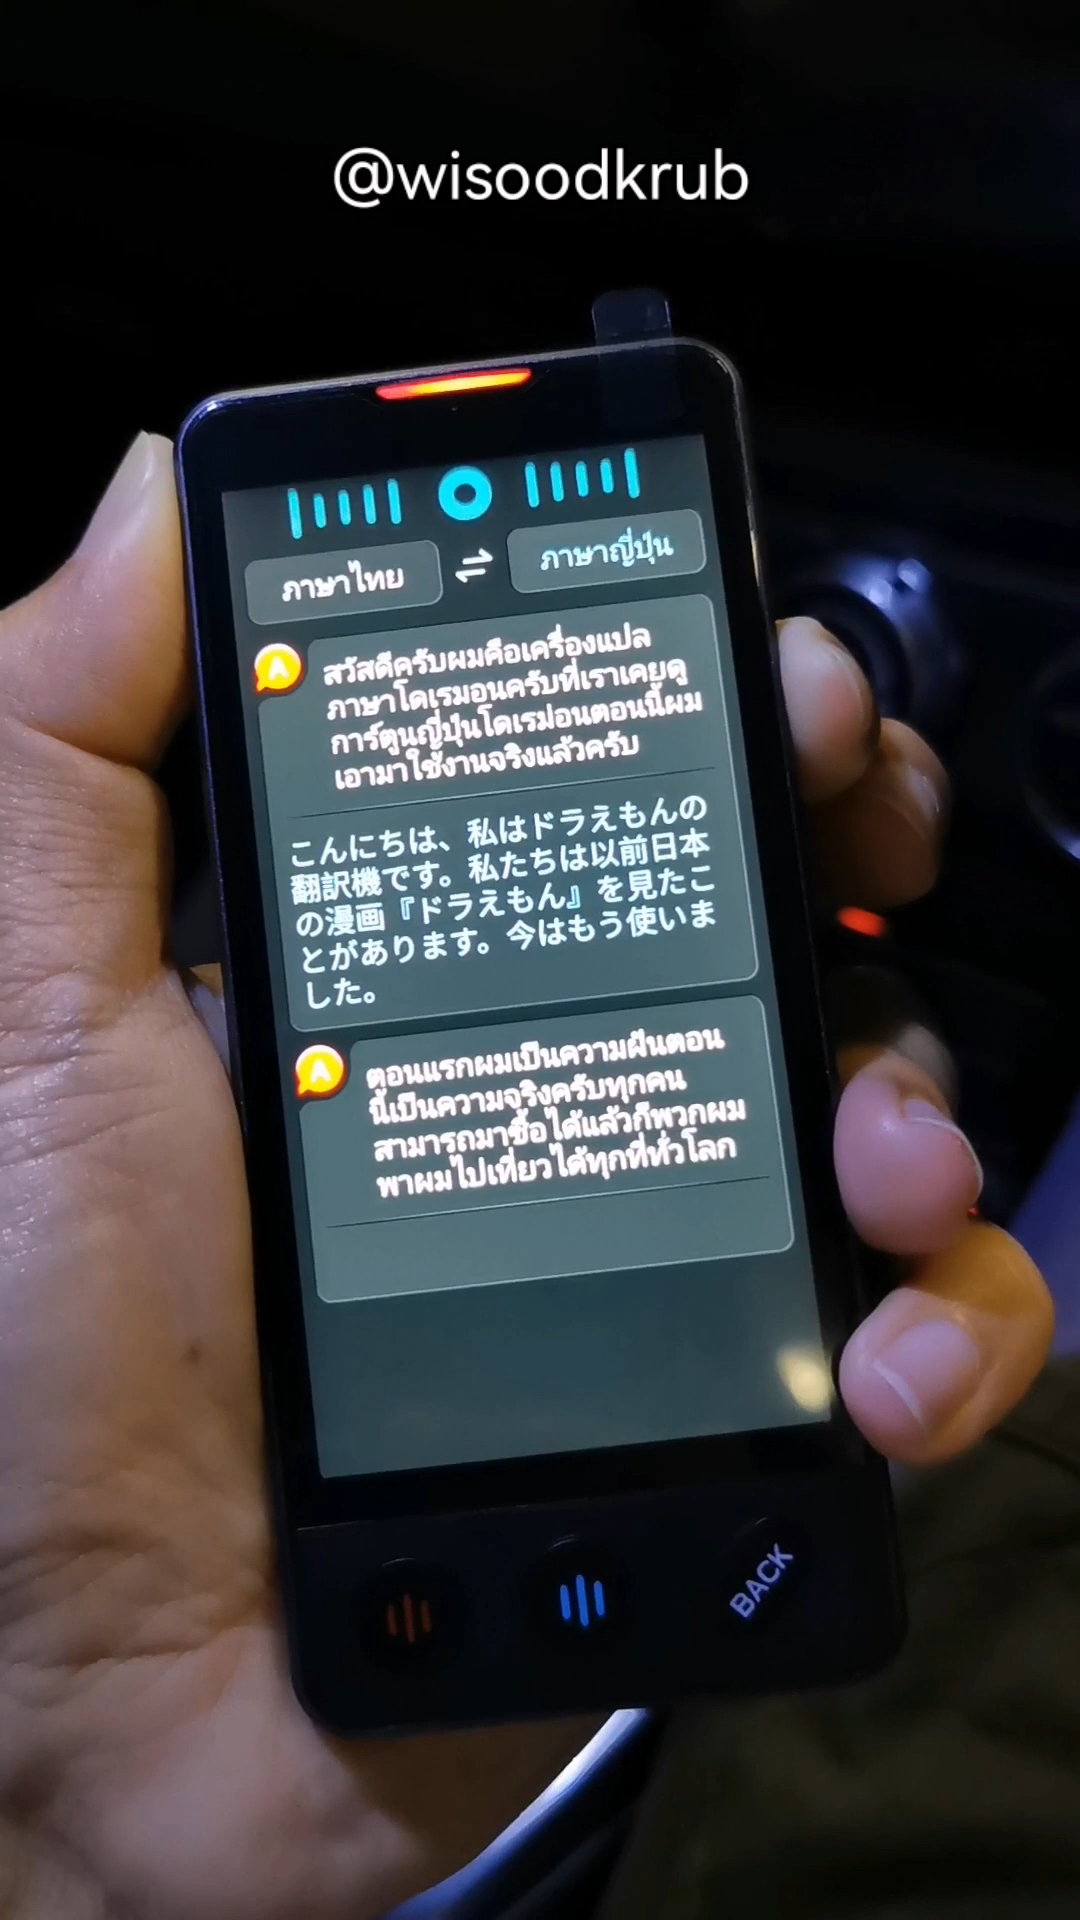 @wisoodkrub
ภาษาไทย
ภาษาญี่ปุ่น
A
สวัสดีครับผมคือเครื่องแปล
ภาษาโดเรมอนครับที่เราเคยดู
การ์ตูนญี่ปุ่นโดเรม่อนตอนนี้ผม
เอามาใช้งานจริงแล้วครับ
こんにちは、私はドラえもんの
翻訳機です。私たちは以前日本
の漫画『ドラえもん』を見たこ
とがあります。今はもう使いま
した。
A
ตอนแรกผมเป็นความฝันตอน
นี้เป็นความจริงครับทุกคน
สามารถมาซื้อได้แล้วก็พวกผม
พาผมไปเที่ยวได้ทุกที่ทั่วโลก
BACK